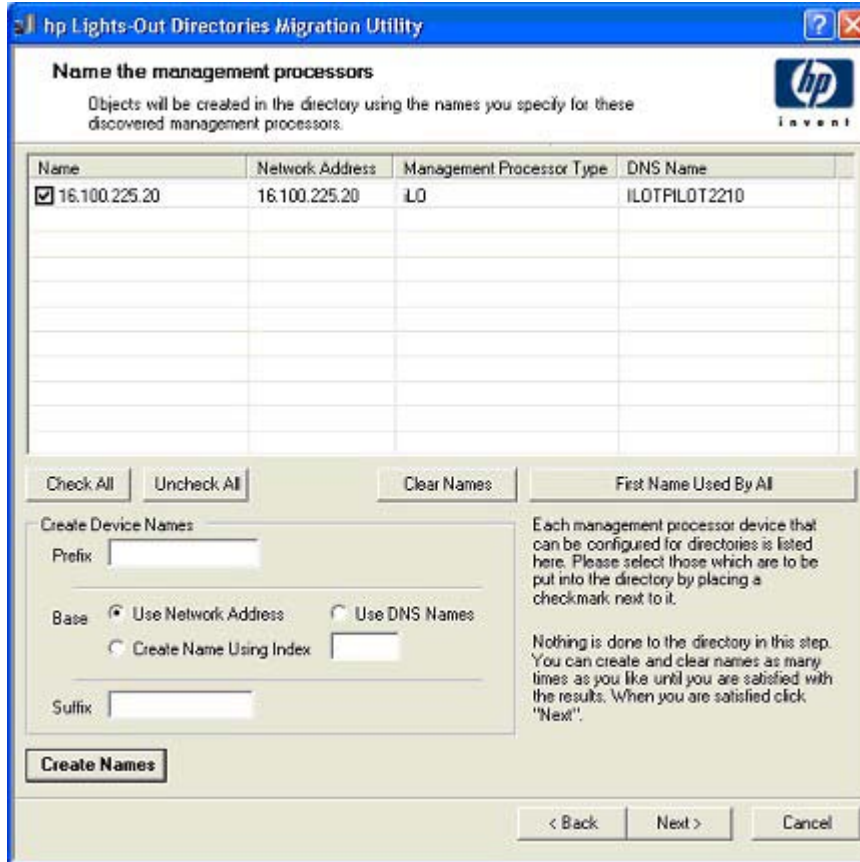 hp Lights-Out Directories Migration Utility
Name the management processors
Objects will be created in the directory using the names you specify for these
discovered management processors.
hp
invent
Name Network Address Management Processor Type DNS Name
16.100.225.20 16.100.225.20 iLO ILOTPILOT2210
Check All Uncheck All Clear Names First Name Used By All
Create Device Names
Prefix
Base Use Network Address Use DNS Names
Create Name Using Index
Suffix
Each management processor device that
can be configured for directories is listed
here. Please select those which are to be
put into the directory by placing a
checkmark next to it.
Nothing is done to the directory in this step.
You can create and clear names as many
times as you like until you are satisfied with
the results. When you are satisfied click
"Next".
Create Names
< Back Next > Cancel